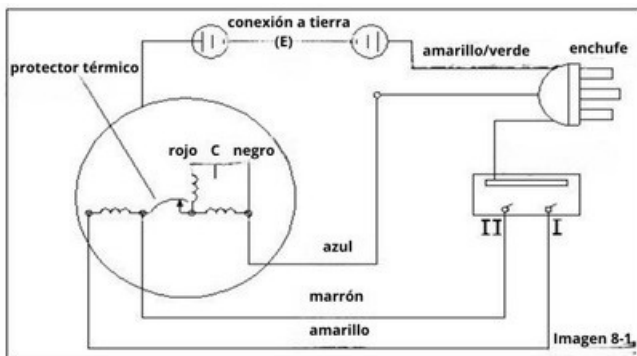 conexión a tierra
(E)
amarillo/verde
enchufe
protector térmico
rojo C negro
II I
azul
marrón
amarillo
Imagen 8-1